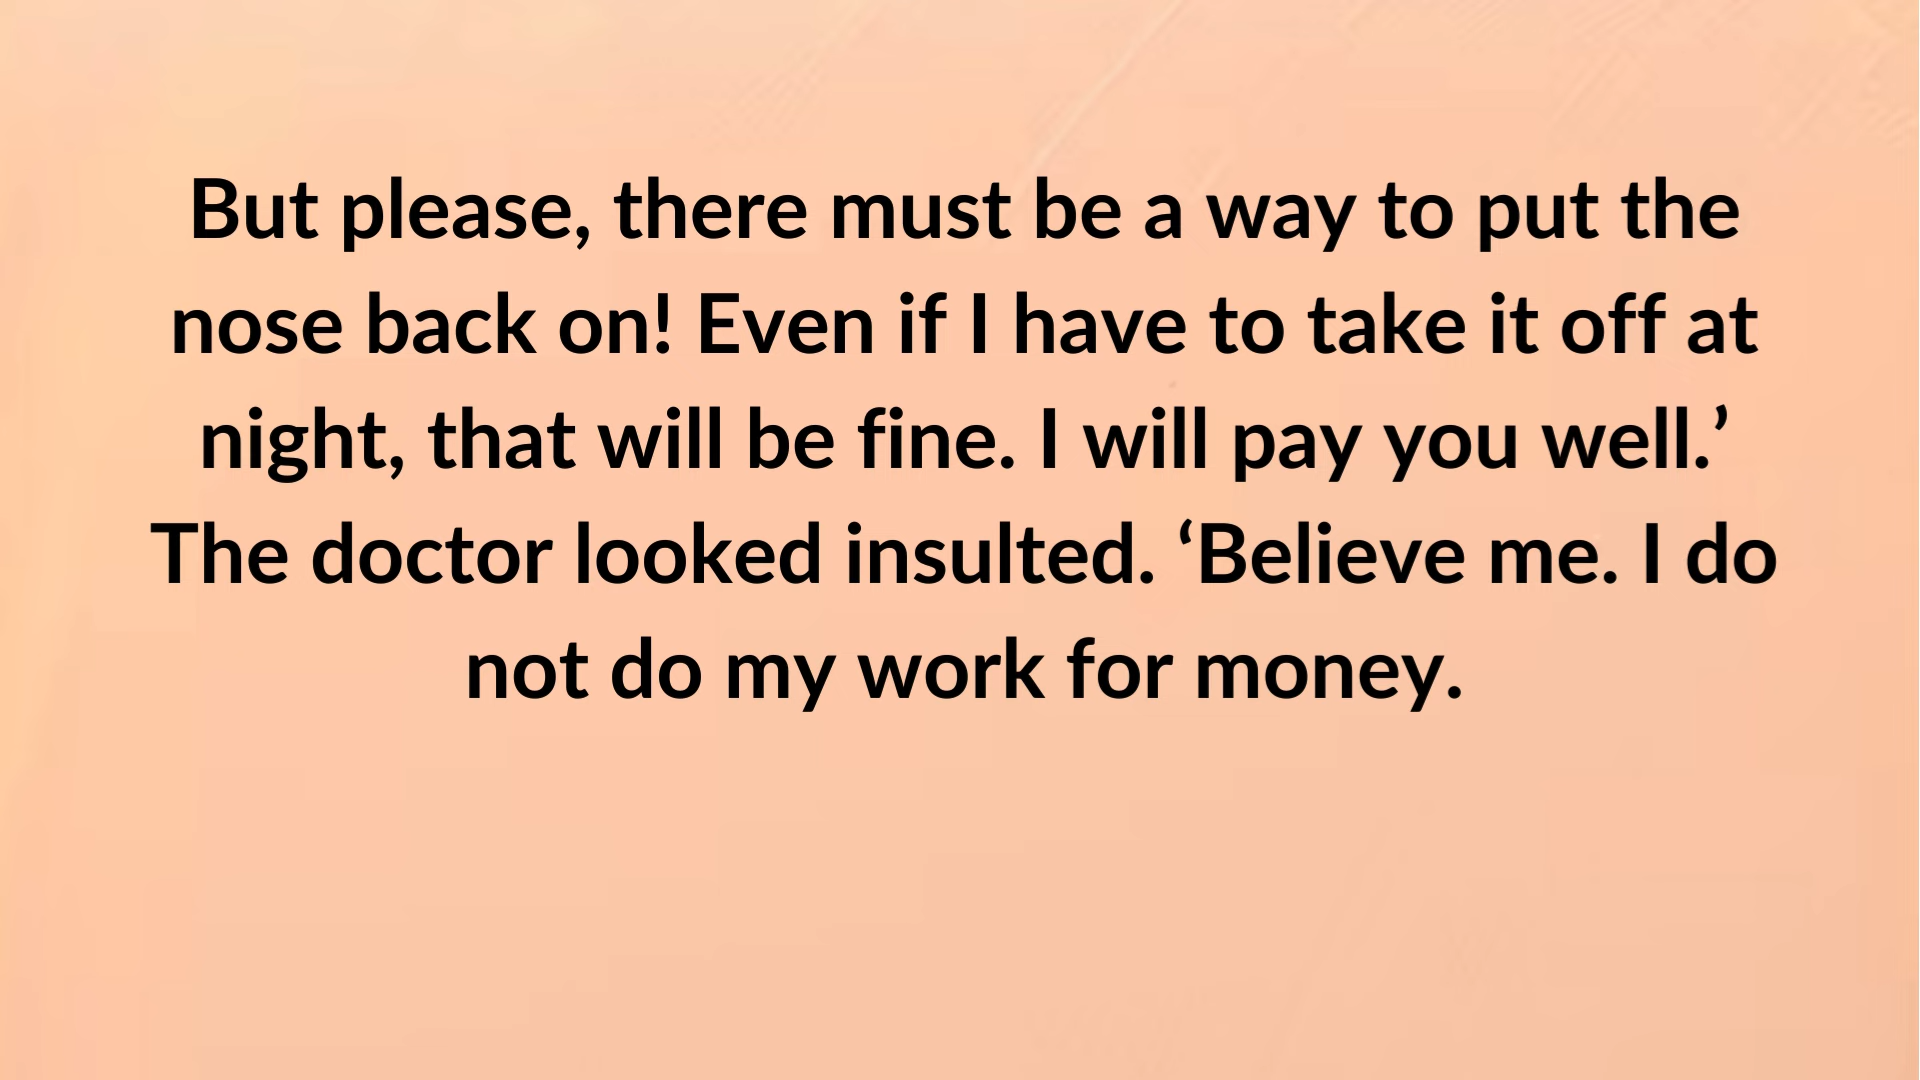 But please, there must be a way to put the
nose back on! Even if I have to take it off at
night, that will be fine. I will pay you well.’
The doctor looked insulted. ‘Believe me. I do
not do my work for money.